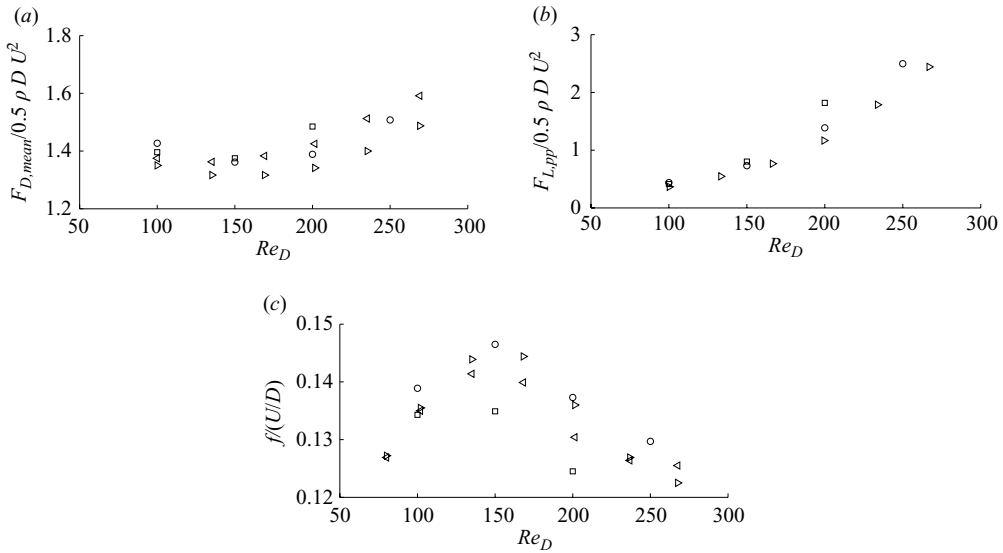 (a)
1.8
1.6
1.4
1.2
50 100 150 200 250 300
Re_D
F_{D,mean}/0.5 ρ D U^2
(b)
3
2
1
0
50 100 150 200 250 300
Re_D
F_{L,pp}/0.5 ρ D U^2
(c)
0.15
0.14
0.13
0.12
50 100 150 200 250 300
Re_D
f/(U/D)